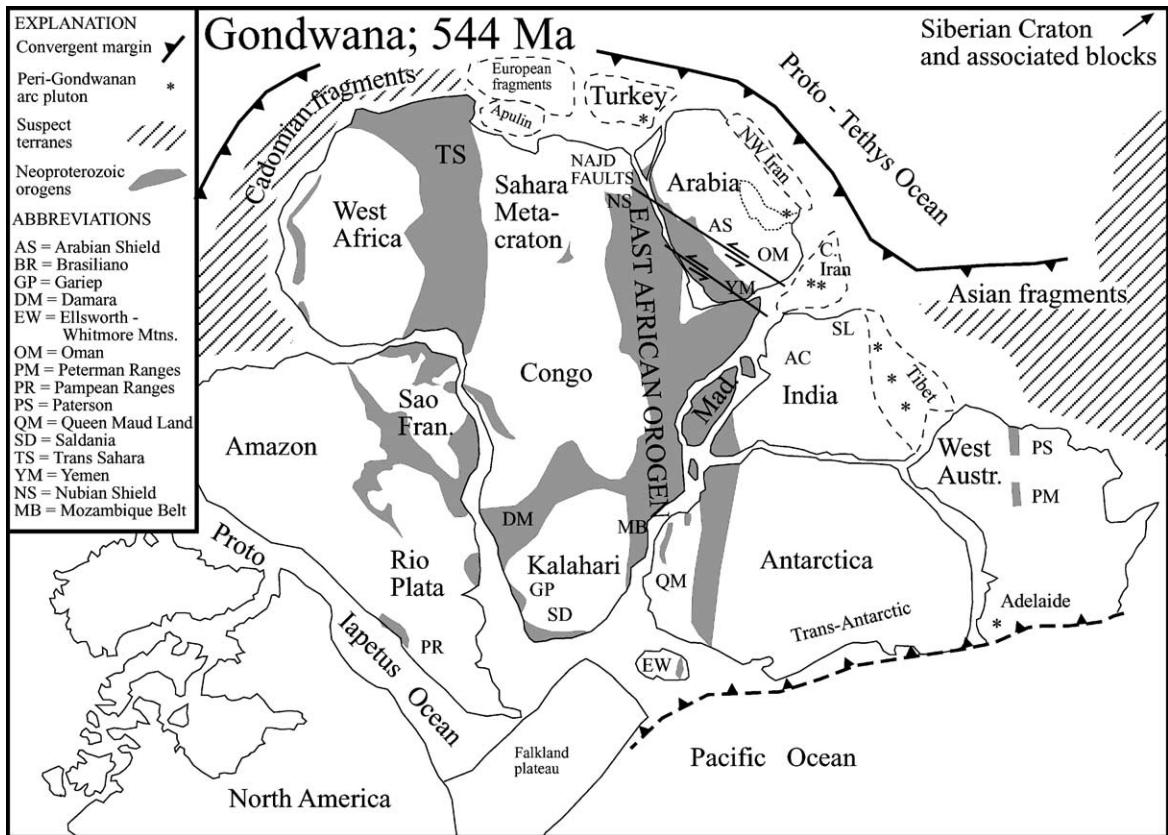 EXPLANATION
Convergent margin
Peri-Gondwanan
arc pluton
*
Suspect
terranes
Neoproterozoic
orogens
ABBREVIATIONS
AS = Arabian Shield
BR = Brasiliano
GP = Gariep
DM = Damara
EW = Ellsworth -
Whitmore Mtns.
OM = Oman
PM = Peterman Ranges
PR = Pampean Ranges
PS = Paterson
QM = Queen Maud Land
SD = Saldania
TS = Trans Sahara
YM = Yemen
NS = Nubian Shield
MB = Mozambique Belt
Gondwana; 544 Ma
Siberian Craton
and associated blocks
Cadomian fragments
European
fragments
Apulin
Turkey
*
Proto - Tethys Ocean
TS
NAJD
FAULTS
NS
Arabia
NW Iran
*
West
Africa
Sahara
Meta-
craton
AS
OM
YM
C.
Iran
**
Asian fragments
EAST AFRICAN OROGEN
SL
AC
India
*
*
*
Tibet
Congo
Mad.
Sao
Fran.
Amazon
West
Austr.
PS
PM
DM
MB
Kalahari
GP
SD
Rio
Plata
PR
QM
Antarctica
Trans-Antarctic
Adelaide
*
EW
Proto
Iapetus Ocean
Falkland
plateau
Pacific Ocean
North America